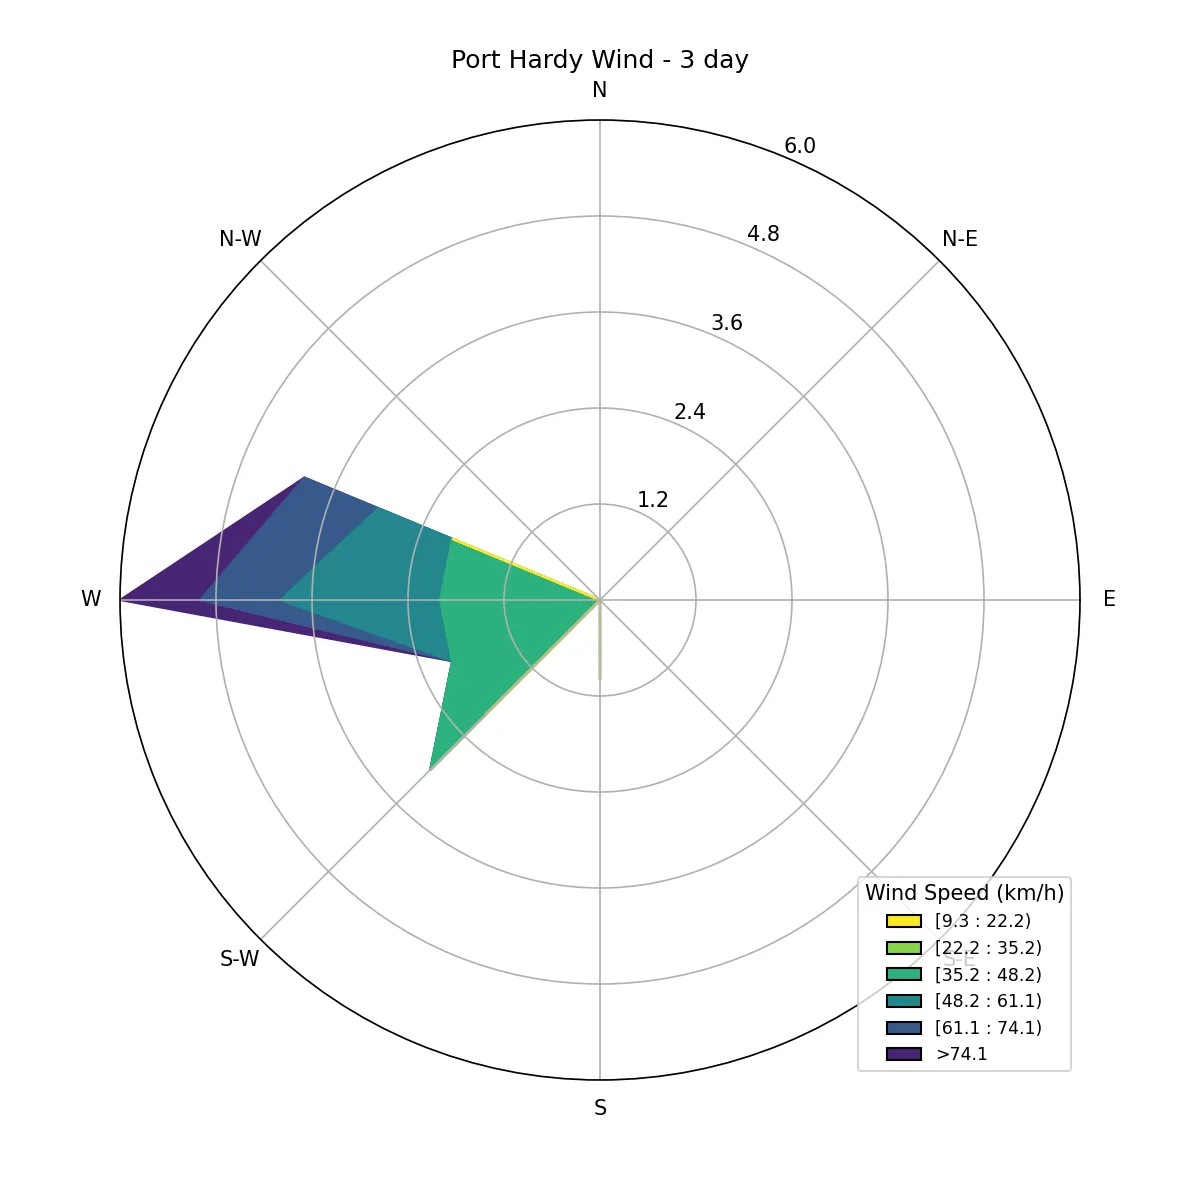 Port Hardy Wind - 3 day
N
6.0
N-W
N-E
4.8
3.6
2.4
1.2
W
E
S-W
S-E
S
Wind Speed (km/h)
[9.3 : 22.2)
[22.2 : 35.2)
[35.2 : 48.2)
[48.2 : 61.1)
[61.1 : 74.1)
>74.1